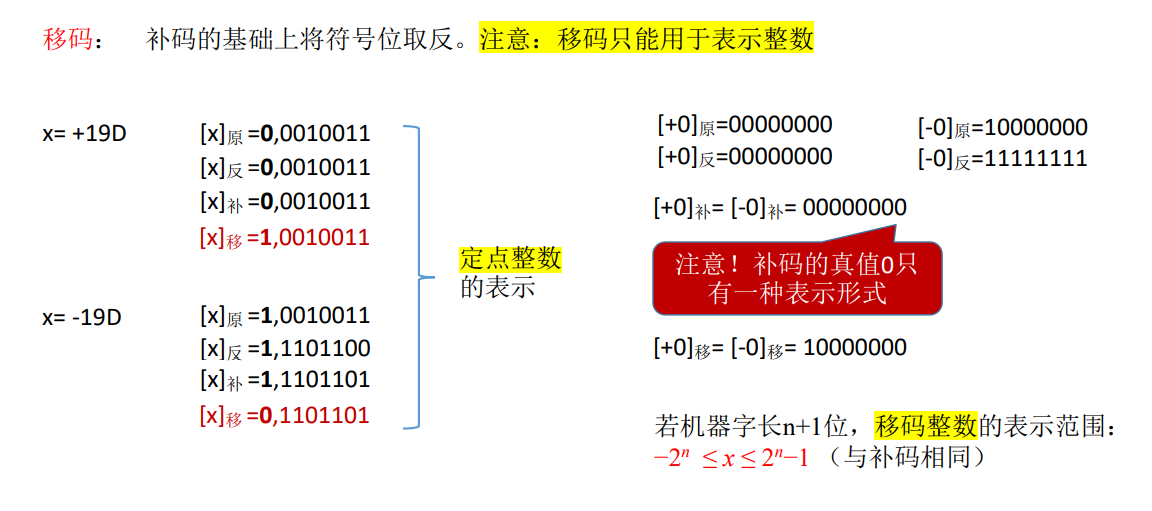 移码： 补码的基础上将符号位取反。注意：移码只能用于表示整数
x= +19D
[x]原 =0,0010011
[x]反 =0,0010011
[x]补 =0,0010011
[x]移 =1,0010011
x= -19D
[x]原 =1,0010011
[x]反 =1,1101100
[x]补 =1,1101101
[x]移 =0,1101101
定点整数
的表示
[+0]原=00000000
[-0]原=10000000
[+0]反=00000000
[-0]反=11111111
[+0]补= [-0]补= 00000000
注意！补码的真值0只
有一种表示形式
[+0]移= [-0]移= 10000000
若机器字长n+1位，移码整数的表示范围：
−2ⁿ ≤ x ≤ 2ⁿ−1 （与补码相同）